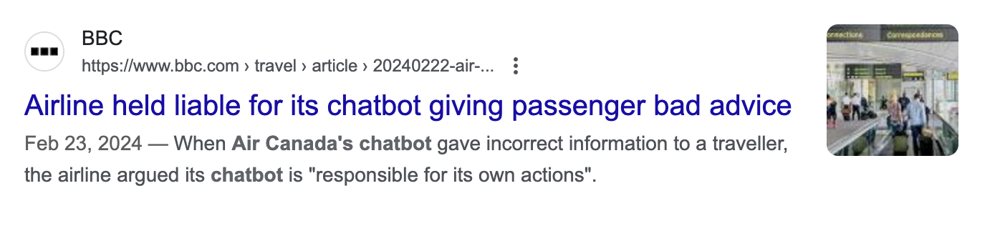 BBC
https://www.bbc.com › travel › article › 20240222-air-...
Airline held liable for its chatbot giving passenger bad advice
Feb 23, 2024 — When Air Canada's chatbot gave incorrect information to a traveller,
the airline argued its chatbot is "responsible for its own actions".
Correspondances